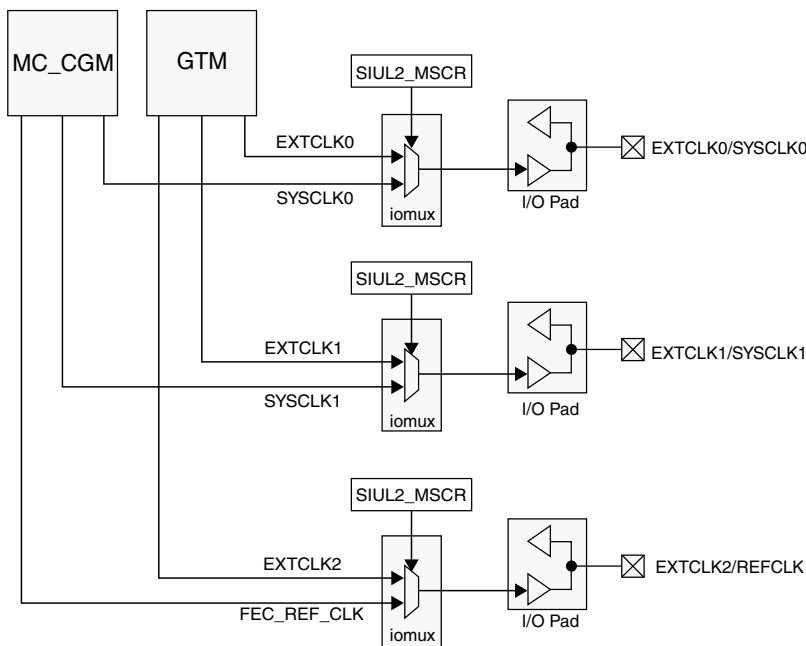 MC_CGM
GTM
SIUL2_MSCR
EXTCLK0
SYSCLK0
iomux
I/O Pad
EXTCLK0/SYSCLK0
SIUL2_MSCR
EXTCLK1
SYSCLK1
iomux
I/O Pad
EXTCLK1/SYSCLK1
SIUL2_MSCR
EXTCLK2
FEC_REF_CLK
iomux
I/O Pad
EXTCLK2/REFCLK